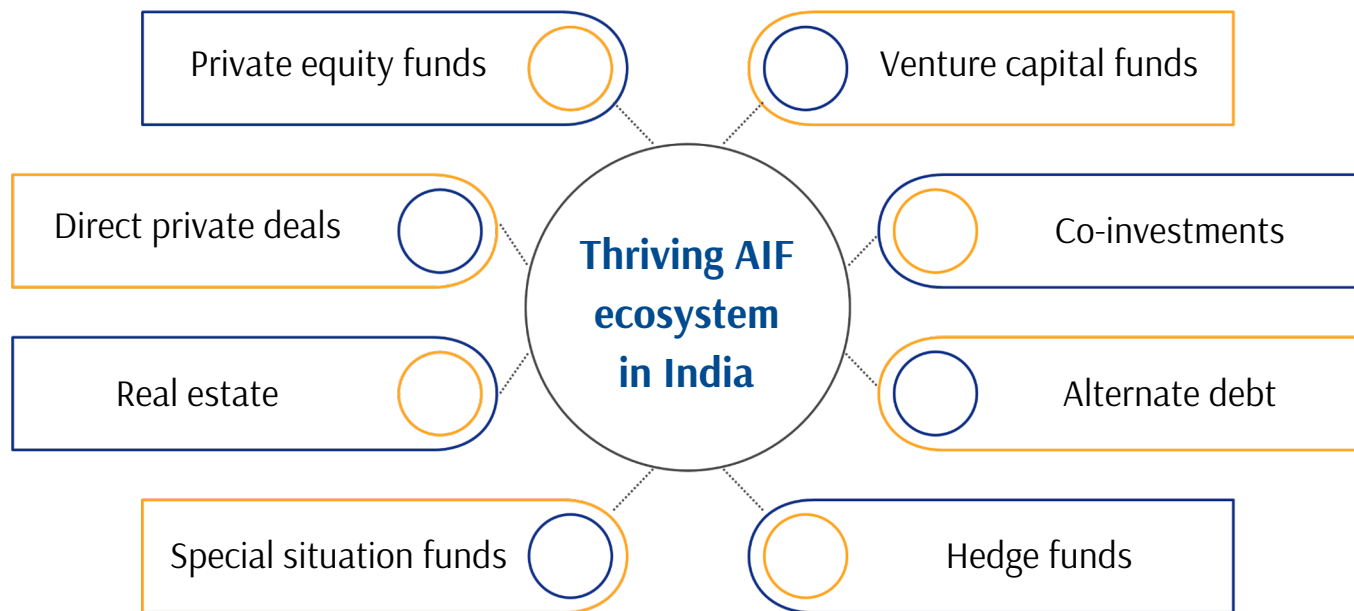 Private equity funds
Venture capital funds
Direct private deals
Co-investments
Thriving AIF
ecosystem
in India
Real estate
Alternate debt
Special situation funds
Hedge funds